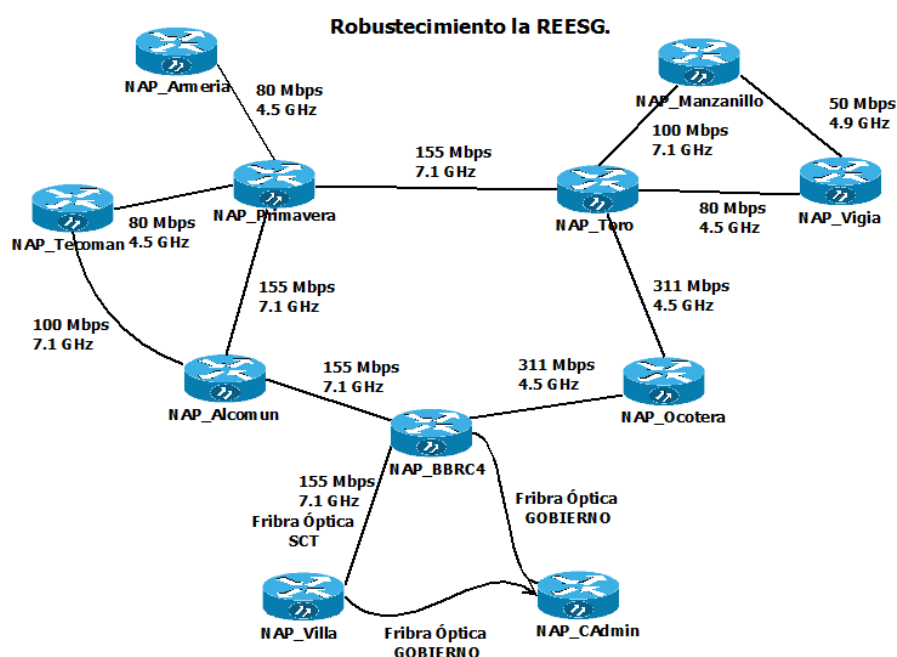 Robustecimiento la REESG.
NAP_Armeria
80 Mbps
4.5 GHz
NAP_Manzanillo
50 Mbps
4.9 GHz
100 Mbps
7.1 GHz
155 Mbps
7.1 GHz
NAP_Primavera
NAP_Toro
80 Mbps
4.5 GHz
NAP_Vigia
NAP_Tecoman
80 Mbps
4.5 GHz
155 Mbps
7.1 GHz
311 Mbps
4.5 GHz
100 Mbps
7.1 GHz
NAP_Alcomun
155 Mbps
7.1 GHz
311 Mbps
4.5 GHz
NAP_Ocotera
NAP_BBRC4
155 Mbps
7.1 GHz
Fribra Óptica
SCT
Fribra Óptica
GOBIERNO
NAP_Villa
Fribra Óptica
GOBIERNO
NAP_CAdmin